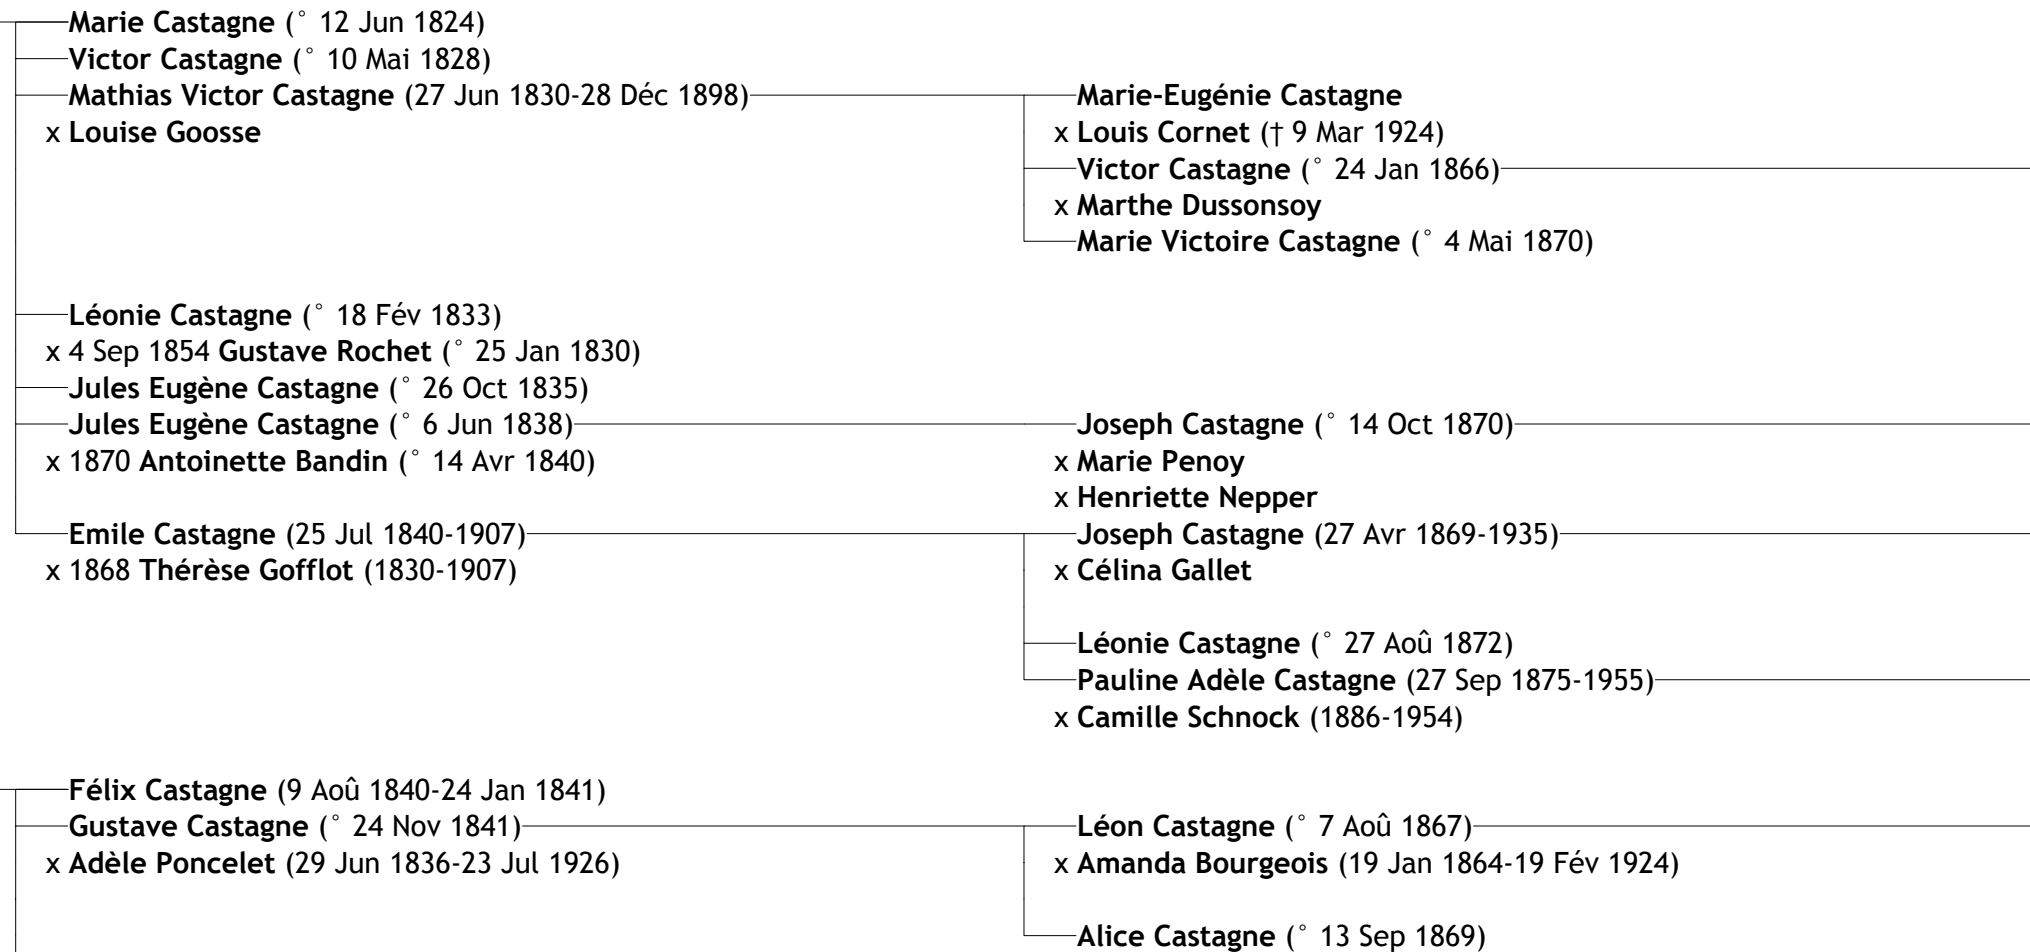 Marie Castagne (° 12 Jun 1824)
Victor Castagne (° 10 Mai 1828)
Mathias Victor Castagne (27 Jun 1830-28 Déc 1898)
x Louise Goosse
Marie-Eugénie Castagne
x Louis Cornet († 9 Mar 1924)
Victor Castagne (° 24 Jan 1866)
x Marthe Dussonsoy
Marie Victoire Castagne (° 4 Mai 1870)
Léonie Castagne (° 18 Fév 1833)
x 4 Sep 1854 Gustave Rochet (° 25 Jan 1830)
Jules Eugène Castagne (° 26 Oct 1835)
Jules Eugène Castagne (° 6 Jun 1838)
x 1870 Antoinette Bandin (° 14 Avr 1840)
Joseph Castagne (° 14 Oct 1870)
x Marie Penoy
x Henriette Nepper
Emile Castagne (25 Jul 1840-1907)
x 1868 Thérèse Gofflot (1830-1907)
Joseph Castagne (27 Avr 1869-1935)
x Célina Gallet
Léonie Castagne (° 27 Aoû 1872)
Pauline Adèle Castagne (27 Sep 1875-1955)
x Camille Schnock (1886-1954)
Félix Castagne (9 Aoû 1840-24 Jan 1841)
Gustave Castagne (° 24 Nov 1841)
x Adèle Poncelet (29 Jun 1836-23 Jul 1926)
Léon Castagne (° 7 Aoû 1867)
x Amanda Bourgeois (19 Jan 1864-19 Fév 1924)
Alice Castagne (° 13 Sep 1869)